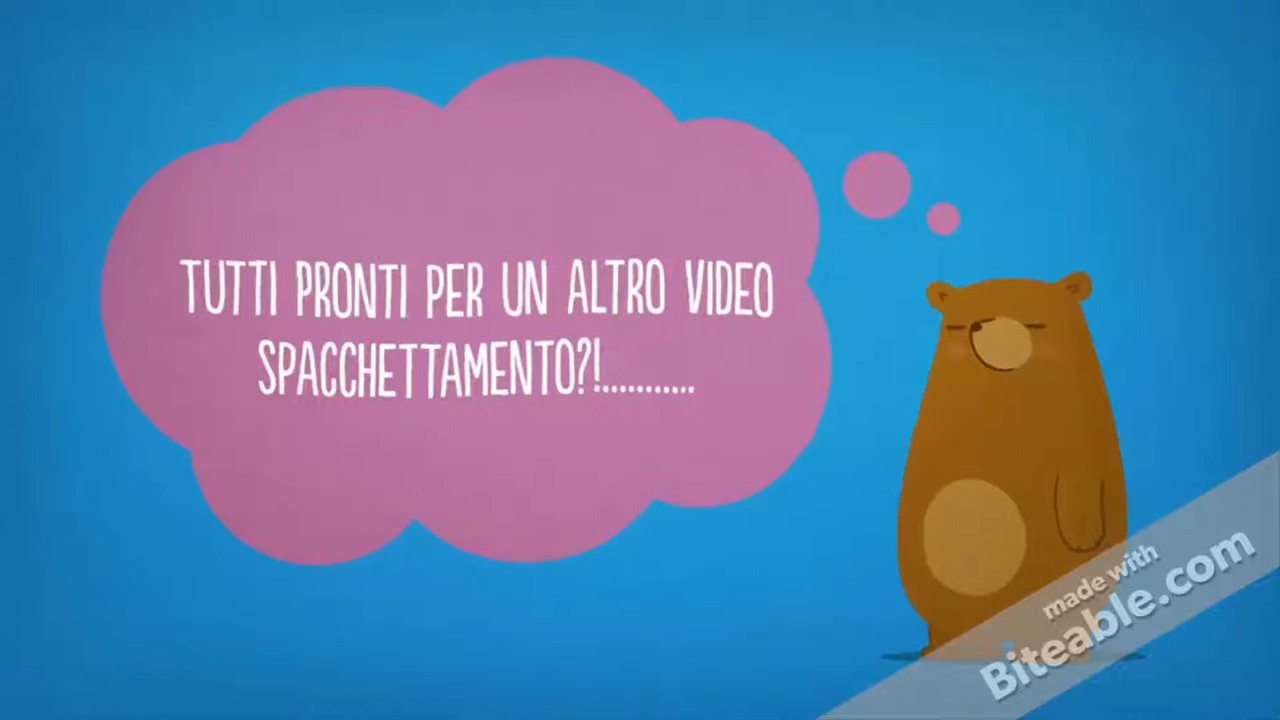 TUTTI PRONTI PER UN ALTRO VIDEO
SPACCHETTAMENTO?!...........
made with
Biteable.com